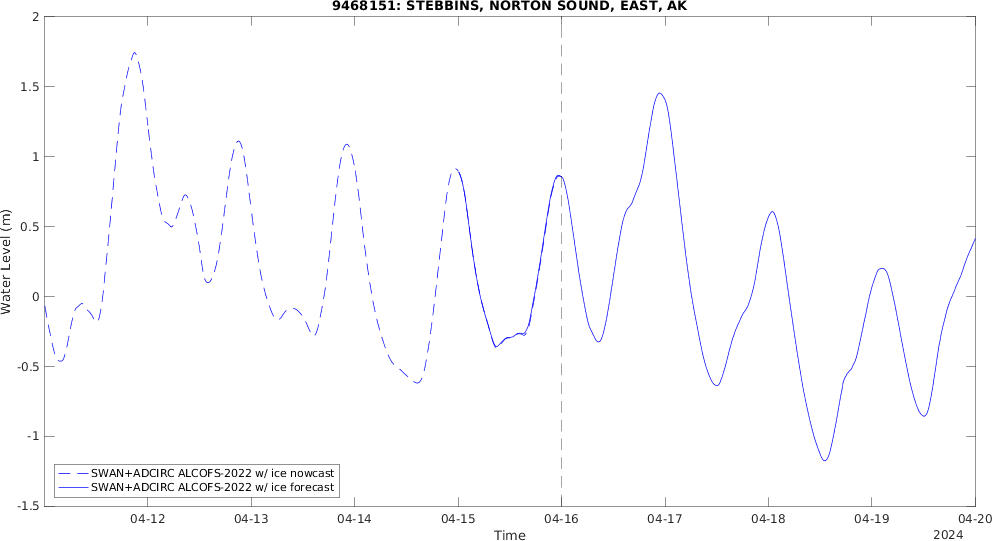 9468151: STEBBINS, NORTON SOUND, EAST, AK
2
1.5
1
0.5
0
-0.5
-1
-1.5
Water Level (m)
SWAN+ADCIRC ALCOFS-2022 w/ ice nowcast
SWAN+ADCIRC ALCOFS-2022 w/ ice forecast
04-12 04-13 04-14 04-15 04-16 04-17 04-18 04-19 04-20
Time
2024